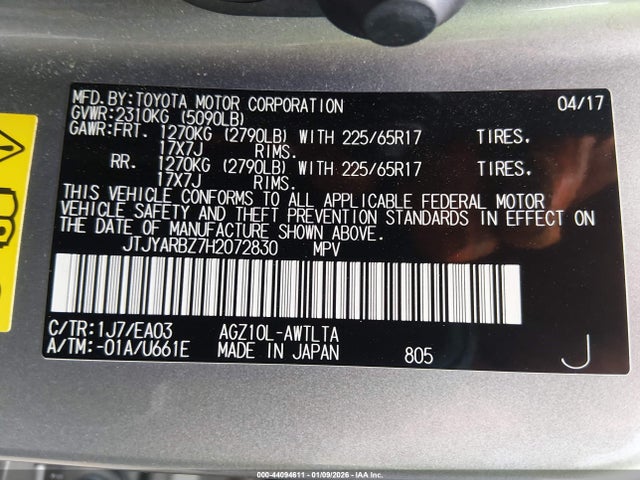 MFD.BY:TOYOTA MOTOR CORPORATION 04/17
GVWR:2310KG (5090LB)
GAWR:FRT. 1270KG (2790LB) WITH 225/65R17 TIRES.
17X7J RIMS.
RR. 1270KG (2790LB) WITH 225/65R17 TIRES.
17X7J RIMS.
THIS VEHICLE CONFORMS TO ALL APPLICABLE FEDERAL MOTOR
VEHICLE SAFETY AND THEFT PREVENTION STANDARDS IN EFFECT ON
THE DATE OF MANUFACTURE SHOWN ABOVE.
JTJYARBZ7H2072830 MPV
C/TR:1J7/EA03 AGZ10L-AWTLTA
A/TM:-01A/U661E MADE IN JAPAN 805 J
000-44094611 - 01/09/2026 - IAA Inc.